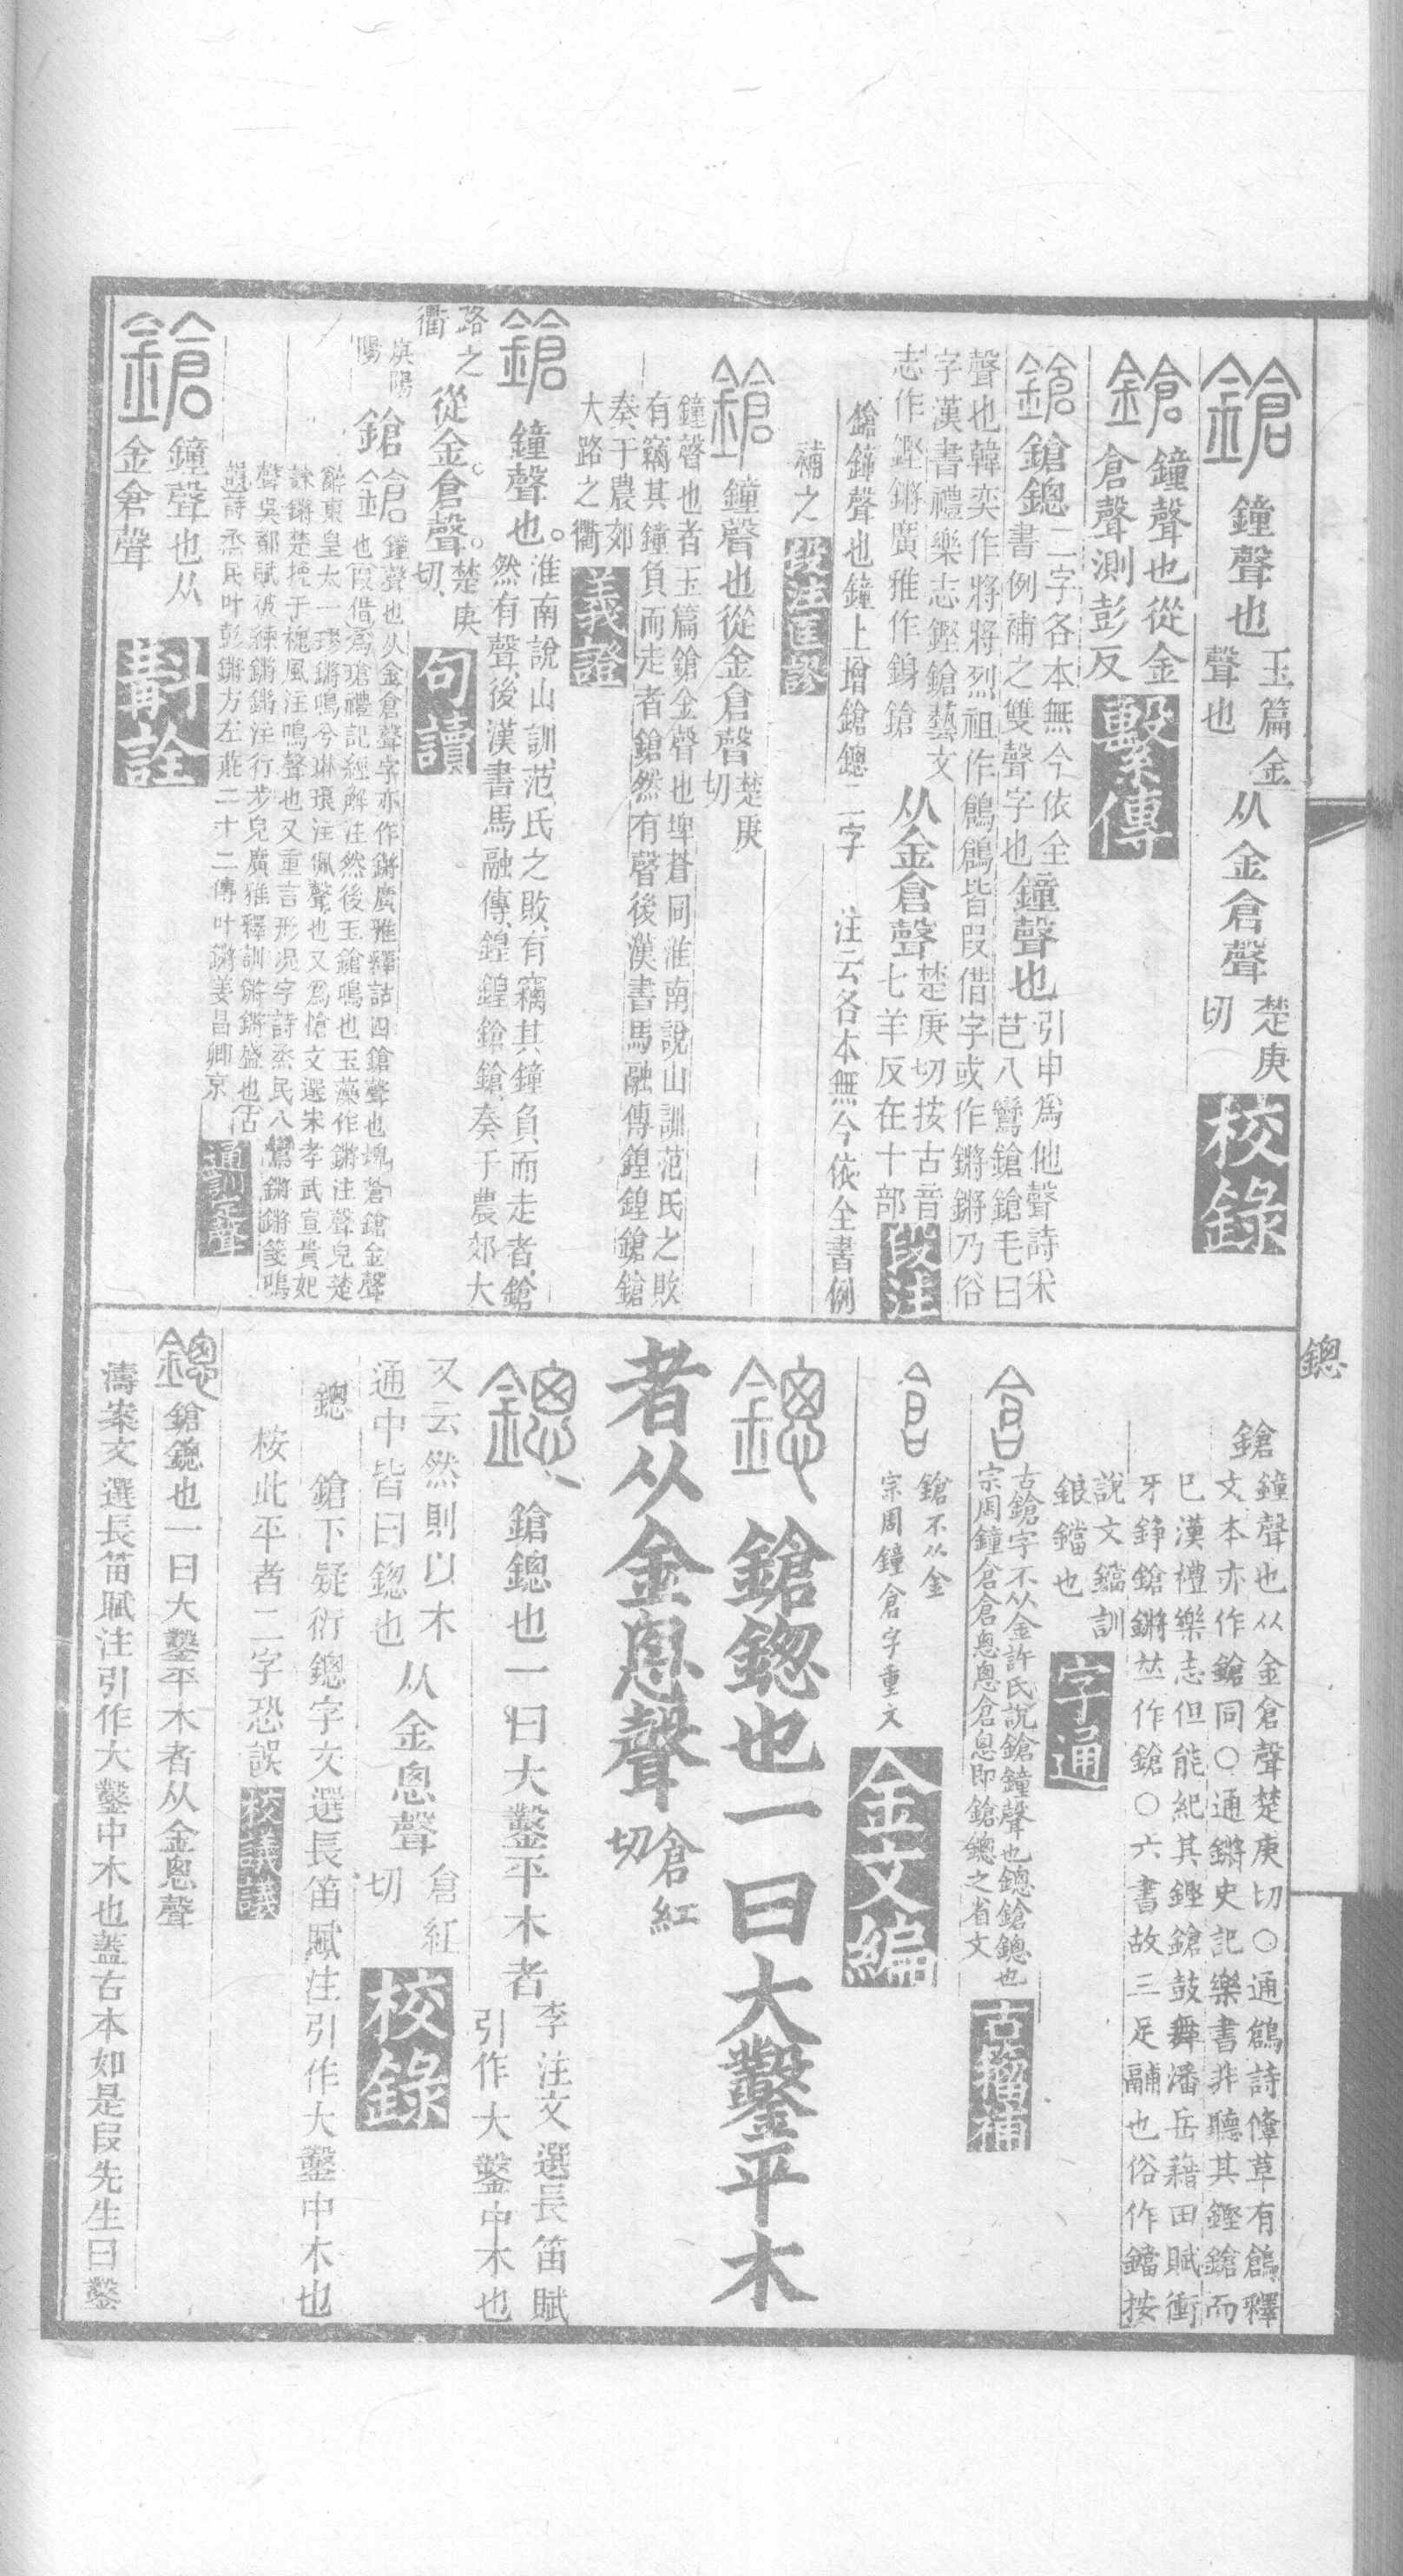 鎗 鐘聲也 玉篇金
聲也 从金倉聲 楚庚
切 校錄
鎗 鐘聲也從金
倉聲測彭反 繫傳
鎗 鎗鏓 二字各本無今依全
書例補之雙聲字也 鐘聲也 引申爲他聲詩采
芑八鸞鎗鎗毛曰
聲也韓奕作將將烈祖作鶬鶬皆叚借字或作鏘鏘乃俗
字漢書禮樂志鏗鎗藝文
志作鏗鏘廣雅作鎗 从金倉聲 楚庚切按古音
七羊反在十部 段注
鎗鐘聲也鐘上增鎗鏓二字 注云各本無今依全書例
補之 段注匡謬
鎗 鐘聲也從金倉聲 楚庚
切
鐘聲也者玉篇鎗金聲也埤蒼同淮南說山訓范氏之敗
有竊其鐘負而走者鎗然有聲後漢書馬融傳鍠鍠鎗鎗
奏于農郊
大路之衢 義證
鎗 鐘聲也。 淮南說山訓范氏之敗有竊其鐘負而走者鎗
然有聲後漢書馬融傳鍠鍠鎗鎗奏于農郊大
路之
衢 從金倉聲。 楚庚
切 句讀
鎗 鐘聲也从金倉聲字亦作鏘廣雅釋詁四鎗聲也埤蒼鎗金聲
也叚借爲瑲禮記經解注然後玉鎗鳴也玉藻作鏘注聲皃楚
辭東皇太一璆鏘鳴兮琳琅注佩聲也又爲愴文選宋孝武宣貴妃
誄鏘楚挽于槐風注鳴聲也又重言形況字詩烝民八鸞鏘鏘箋鳴
聲吳都賦被練鏘鏘注行步皃廣雅釋訓鏘鏘盛也
韻詩烝民叶彭鏘方左莊二十二傳叶鏘姜昌卿京 通訓定聲
鎗 鐘聲也从
金倉聲 斠詮
鏓
鎗 鐘聲也从金倉聲楚庚切○通鶬詩鞗革有鶬釋
文本亦作鎗同○通鏘史記樂書非聽其鏗鎗而
已漢禮樂志但能紀其鏗鎗鼓舞潘岳藉田賦衝
牙錚鎗鏘竝作鎗○六書故三足鬴也俗作鐺按
說文鐺訓
鋃鐺也 字通
古鎗字不从金許氏說鎗鐘聲也鏓鎗鏓也
宗周鐘倉倉悤悤倉悤即鎗鏓之省文 古籀補
鎗不从金
宗周鐘倉字重文 金文編
鏓 鎗鏓也一曰大鑿平木
者从金悤聲 倉紅
切
鏓 鎗鏓也一曰大鑿平木者 李注文選長笛賦
引作大鑿中木也
又云然則以木
通中皆曰鏓也 从金悤聲 倉紅
切 校錄
鏓 鎗下疑衍鏓字文選長笛賦注引作大鑿中木也
桉此平者二字恐誤 校議議
鏓 鎗鏓也一曰大鑿平木者从金悤聲
濤案文選長笛賦注引作大鑿中木也蓋古本如是段先生曰鑿